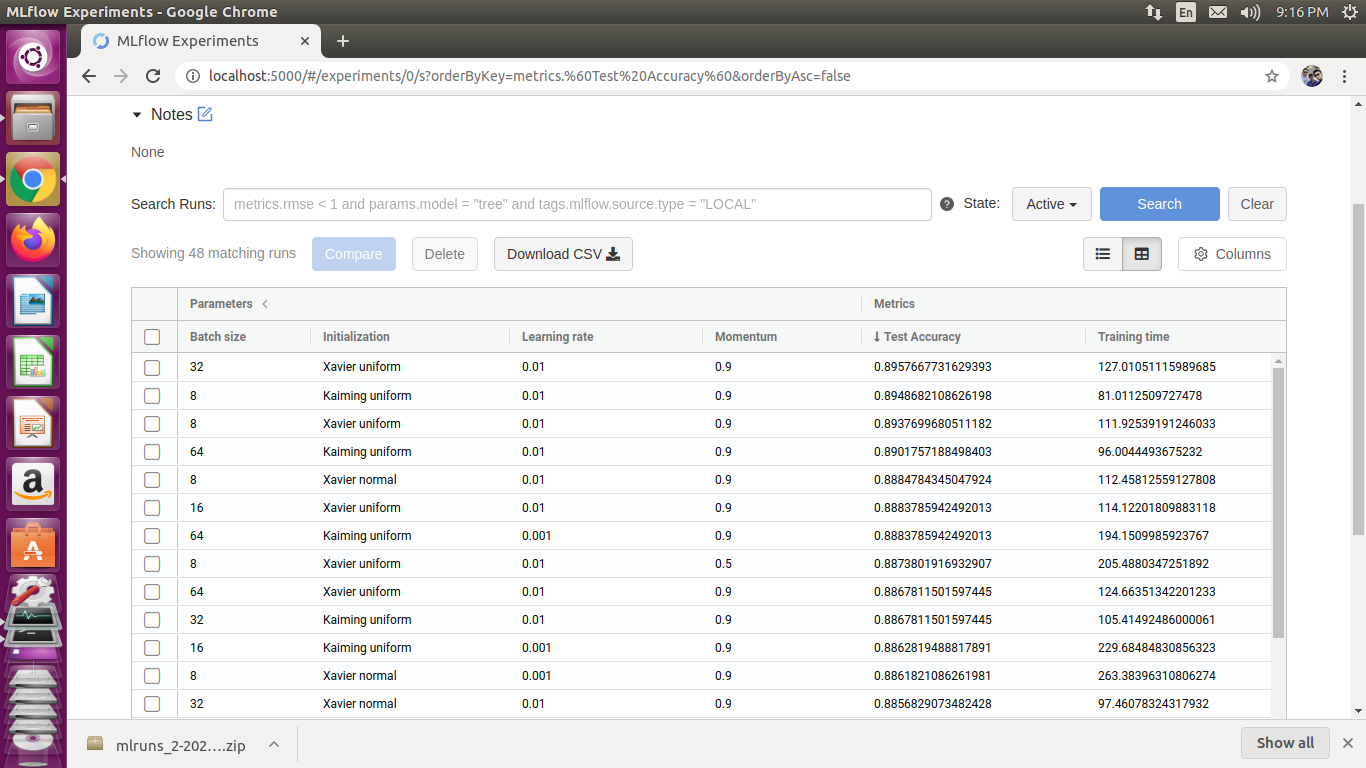 MLflow Experiments - Google Chrome
En
9:16 PM
MLflow Experiments
localhost:5000/#/experiments/0/s?orderByKey=metrics.%60Test%20Accuracy%60&orderByAsc=false
Notes
None
Search Runs: metrics.rmse < 1 and params.model = "tree" and tags.mlflow.source.type = "LOCAL" ? State: Active Search Clear
Showing 48 matching runs Compare Delete Download CSV Columns
Parameters < Metrics
Batch size Initialization Learning rate Momentum ↓ Test Accuracy Training time
32 Xavier uniform 0.01 0.9 0.8957667731629393 127.01051115989685
8 Kaiming uniform 0.01 0.9 0.8948682108626198 81.0112509727478
8 Xavier uniform 0.01 0.9 0.8937699680511182 111.92539191246033
64 Kaiming uniform 0.01 0.9 0.8901757188498403 96.0044493675232
8 Xavier normal 0.01 0.9 0.8884784345047924 112.45812559127808
16 Xavier uniform 0.01 0.9 0.8883785942492013 114.12201809883118
64 Kaiming uniform 0.001 0.9 0.8883785942492013 194.1509985923767
8 Xavier uniform 0.01 0.5 0.8873801916932907 205.4880347251892
64 Xavier uniform 0.01 0.9 0.8867811501597445 124.66351342201233
32 Kaiming uniform 0.01 0.9 0.8867811501597445 105.41492486000061
16 Kaiming uniform 0.001 0.9 0.8862819488817891 229.68484830856323
8 Xavier normal 0.001 0.9 0.8861821086261981 263.38396310806274
32 Xavier normal 0.01 0.9 0.8856829073482428 97.46078324317932
mlruns_2-202....zip
Show all